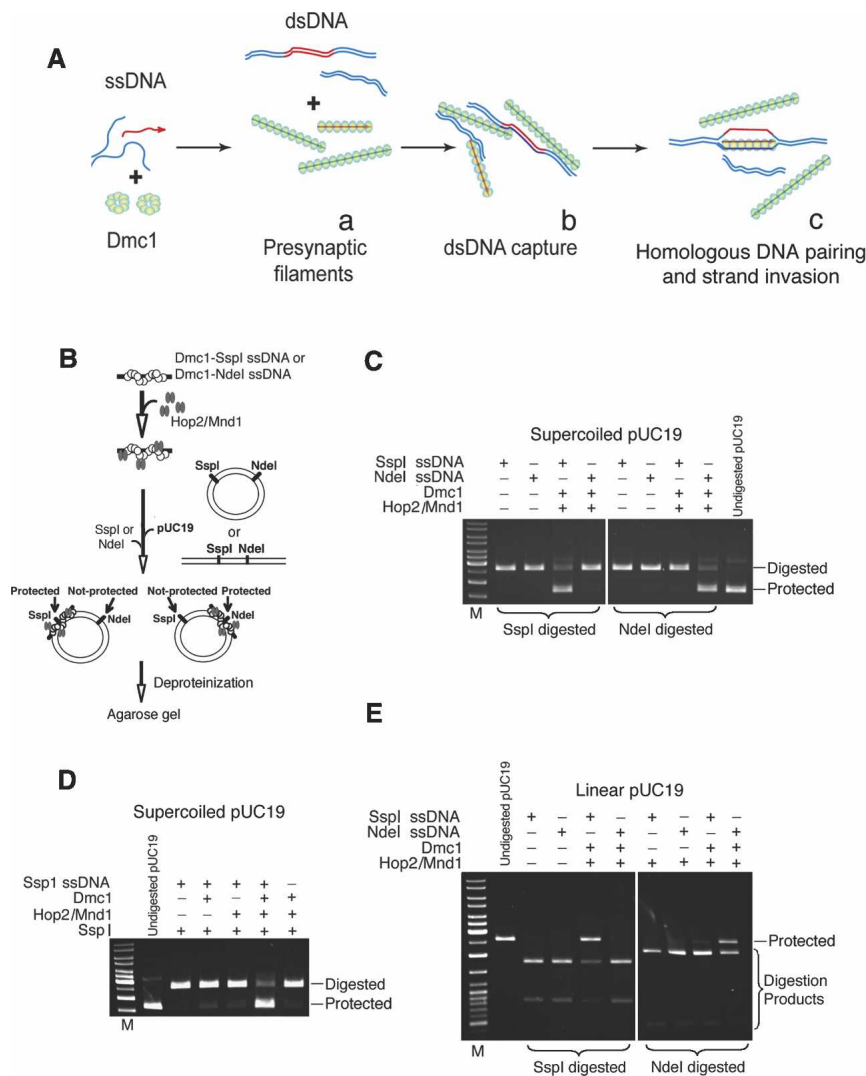 A
dsDNA
ssDNA
+
+
Dmc1
a
b
c
Presynaptic
filaments
dsDNA capture
Homologous DNA pairing
and strand invasion
B
Dmc1-SspI ssDNA or
Dmc1-NdeI ssDNA
Hop2/Mnd1
SspI NdeI
SspI or
NdeI
pUC19
or
SspI NdeI
Protected Not-protected Not-protected Protected
SspI NdeI SspI NdeI
Deproteinization
Agarose gel
C
Supercoiled pUC19
Undigested pUC19
SspI ssDNA + – + – + – + –
NdeI ssDNA – + – + – + – +
Dmc1 – – + + – – + +
Hop2/Mnd1 – – + + – – + +
Digested
Protected
M
SspI digested
NdeI digested
D
Supercoiled pUC19
Undigested pUC19
Ssp1 ssDNA + + + + –
Dmc1 – + – + +
Hop2/Mnd1 – – + + +
SspI + + + + +
Digested
Protected
M
E
Linear pUC19
Undigested pUC19
SspI ssDNA + – + – + – + –
NdeI ssDNA – + – + – + – +
Dmc1 – – + + – – + +
Hop2/Mnd1 – – + + + + + +
Protected
Digestion
Products
M
SspI digested
NdeI digested